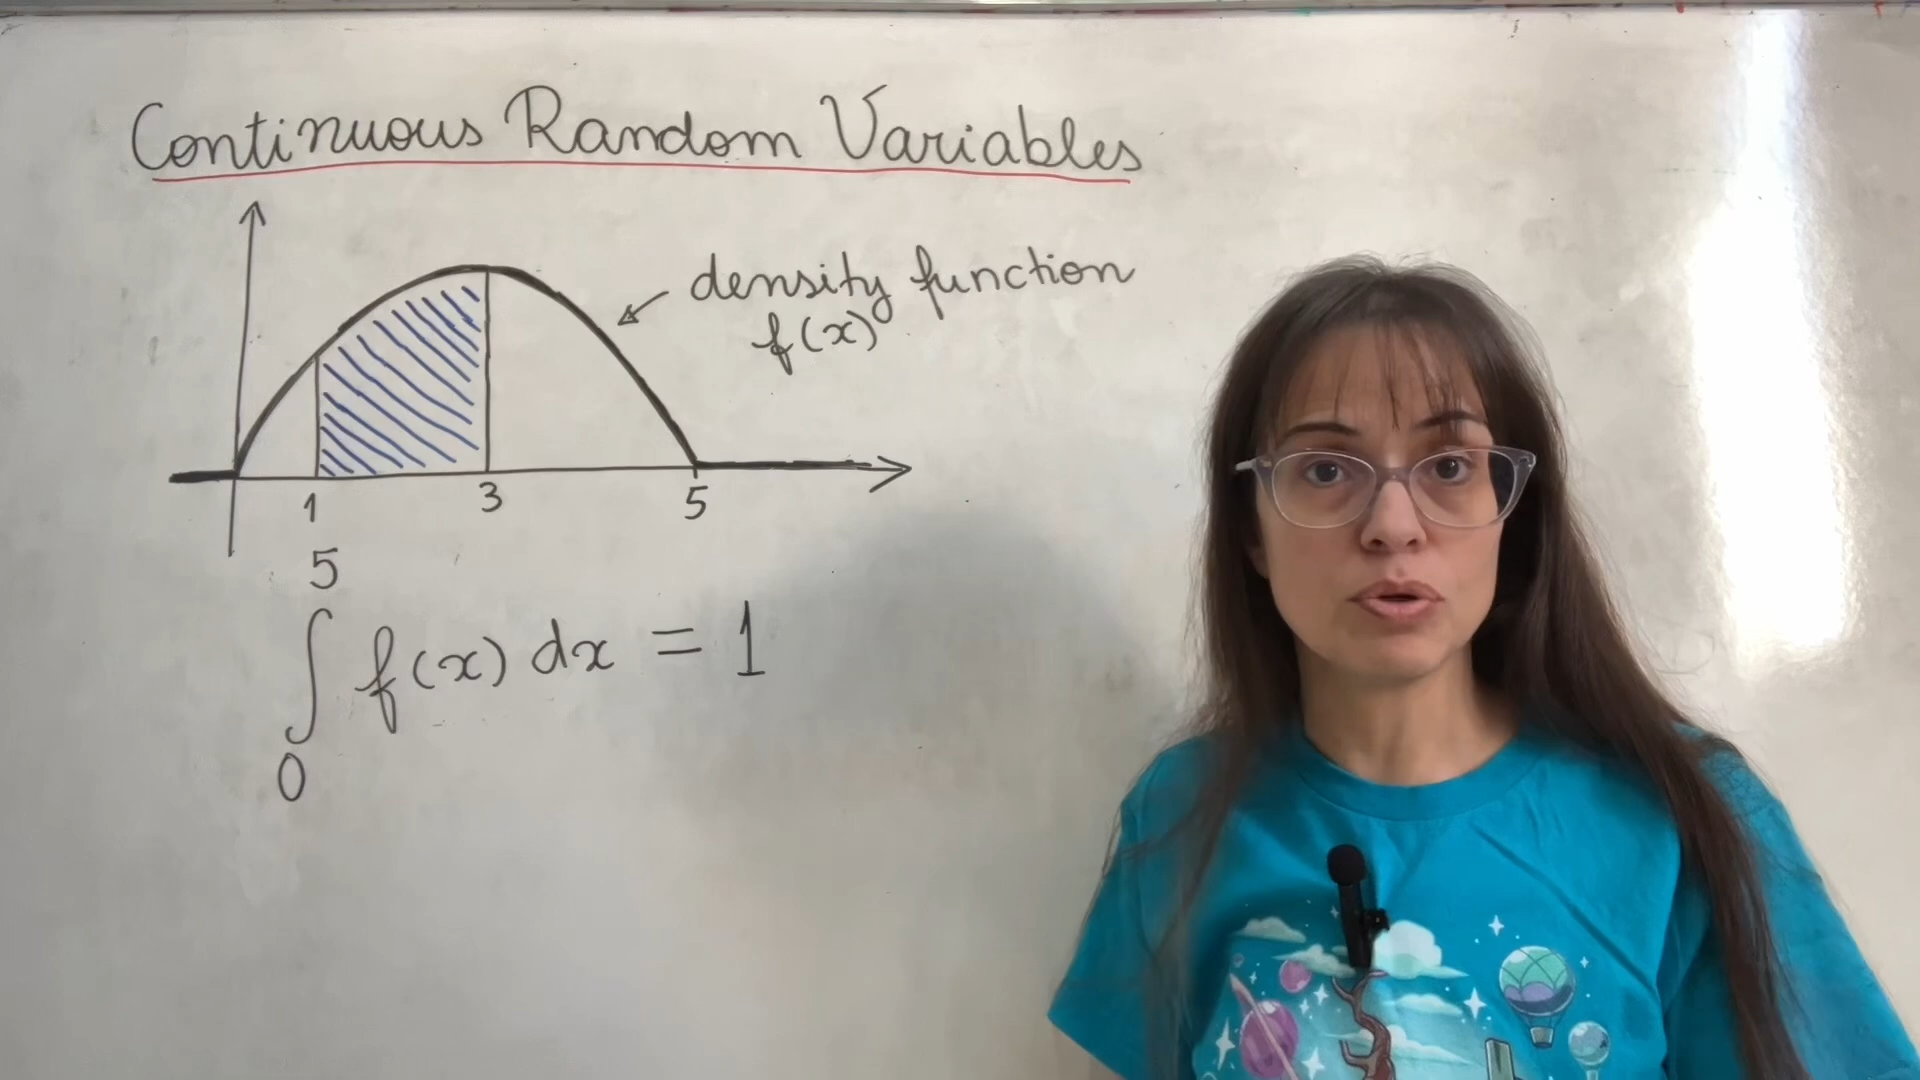 Continuous Random Variables
density function
f(x)
1 3 5
5
∫ f(x) dx = 1
0